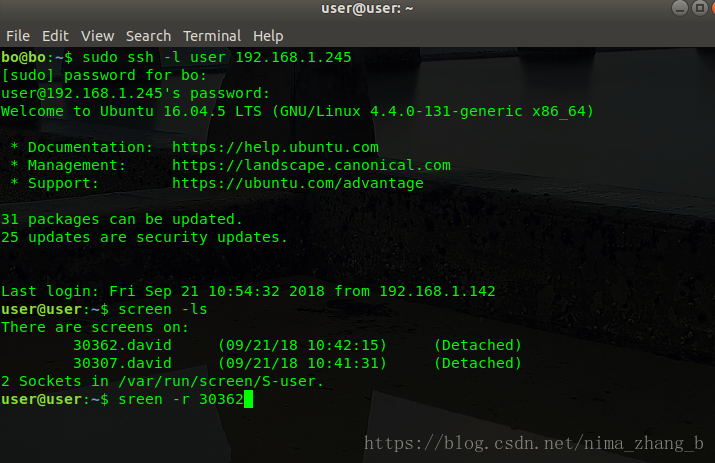 user@user: ~
File Edit View Search Terminal Help
bo@bo:~$ sudo ssh -l user 192.168.1.245
[sudo] password for bo:
user@192.168.1.245's password:
Welcome to Ubuntu 16.04.5 LTS (GNU/Linux 4.4.0-131-generic x86_64)
* Documentation: https://help.ubuntu.com
* Management: https://landscape.canonical.com
* Support: https://ubuntu.com/advantage
31 packages can be updated.
25 updates are security updates.
Last login: Fri Sep 21 10:54:32 2018 from 192.168.1.142
user@user:~$ screen -ls
There are screens on:
30362.david (09/21/18 10:42:15) (Detached)
30307.david (09/21/18 10:41:31) (Detached)
2 Sockets in /var/run/screen/S-user.
user@user:~$ sreen -r 30362
https://blog.csdn.net/nima_zhang_b